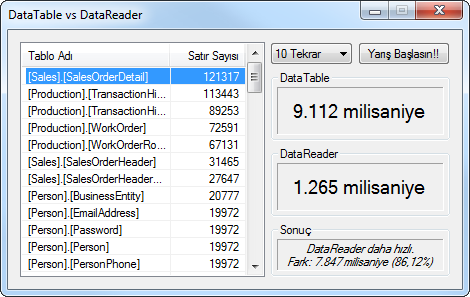 DataTable vs DataReader
Tablo Adı Satır Sayısı
[Sales].[SalesOrderDetail] 121317
[Production].[TransactionHi... 113443
[Production].[TransactionHi... 89253
[Production].[WorkOrder] 72591
[Production].[WorkOrderRo... 67131
[Sales].[SalesOrderHeader] 31465
[Sales].[SalesOrderHeader... 27647
[Person].[BusinessEntity] 20777
[Person].[EmailAddress] 19972
[Person].[Password] 19972
[Person].[Person] 19972
[Person].[PersonPhone] 19972
10 Tekrar
Yarış Başlasın!!
DataTable
9.112 milisaniye
DataReader
1.265 milisaniye
Sonuç
DataReader daha hızlı.
Fark: 7.847 milisaniye (86,12%)